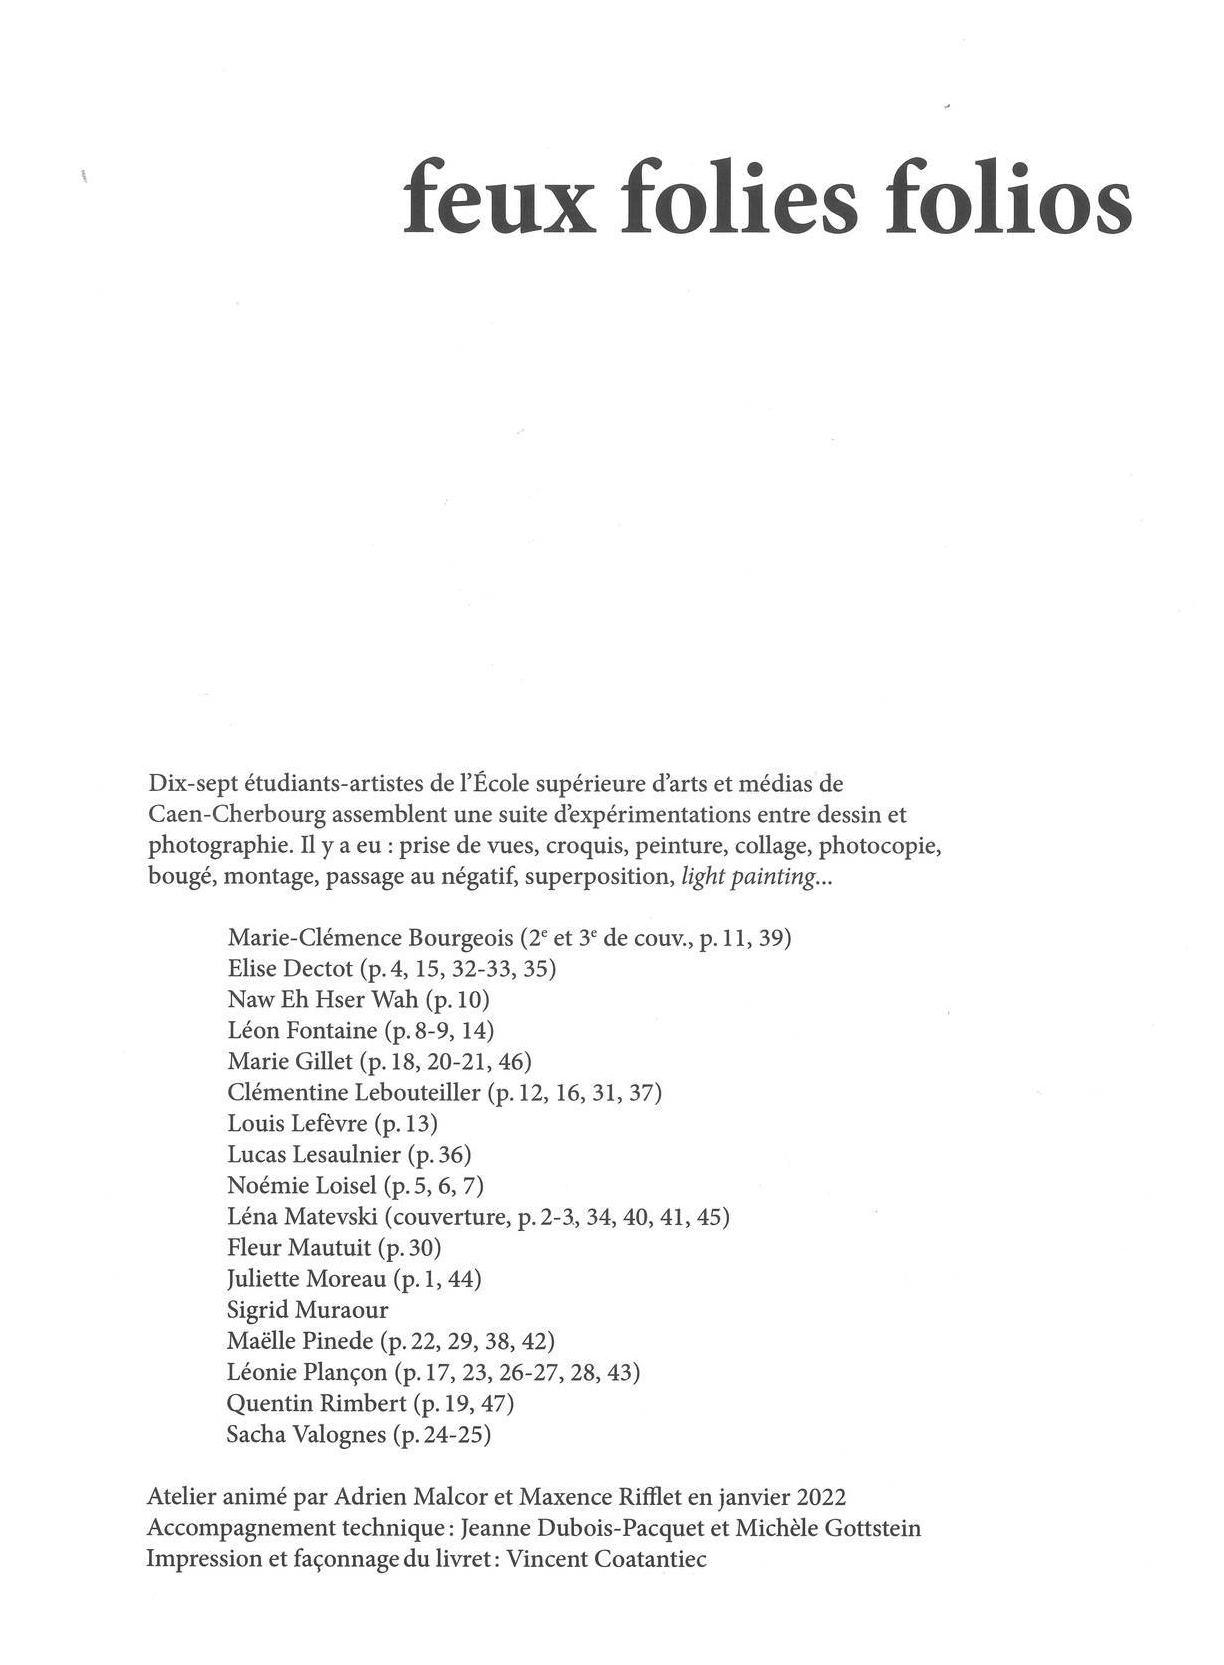 feux folies folios
Dix-sept étudiants-artistes de l’École supérieure d’arts et médias de
Caen-Cherbourg assemblent une suite d’expérimentations entre dessin et
photographie. Il y a eu : prise de vues, croquis, peinture, collage, photocopie,
bougé, montage, passage au négatif, superposition, light painting...
Marie-Clémence Bourgeois (2e et 3e de couv., p. 11, 39)
Elise Dectot (p. 4, 15, 32-33, 35)
Naw Eh Hser Wah (p. 10)
Léon Fontaine (p. 8-9, 14)
Marie Gillet (p. 18, 20-21, 46)
Clémentine Lebouteiller (p. 12, 16, 31, 37)
Louis Lefèvre (p. 13)
Lucas Lesaulnier (p. 36)
Noémie Loisel (p. 5, 6, 7)
Léna Matevski (couverture, p. 2-3, 34, 40, 41, 45)
Fleur Mautuit (p. 30)
Juliette Moreau (p. 1, 44)
Sigrid Muraour
Maëlle Pinede (p. 22, 29, 38, 42)
Léonie Plançon (p. 17, 23, 26-27, 28, 43)
Quentin Rimbert (p. 19, 47)
Sacha Valognes (p. 24-25)
Atelier animé par Adrien Malcor et Maxence Rifflet en janvier 2022
Accompagnement technique : Jeanne Dubois-Pacquet et Michèle Gottstein
Impression et façonnage du livret : Vincent Coatantiec